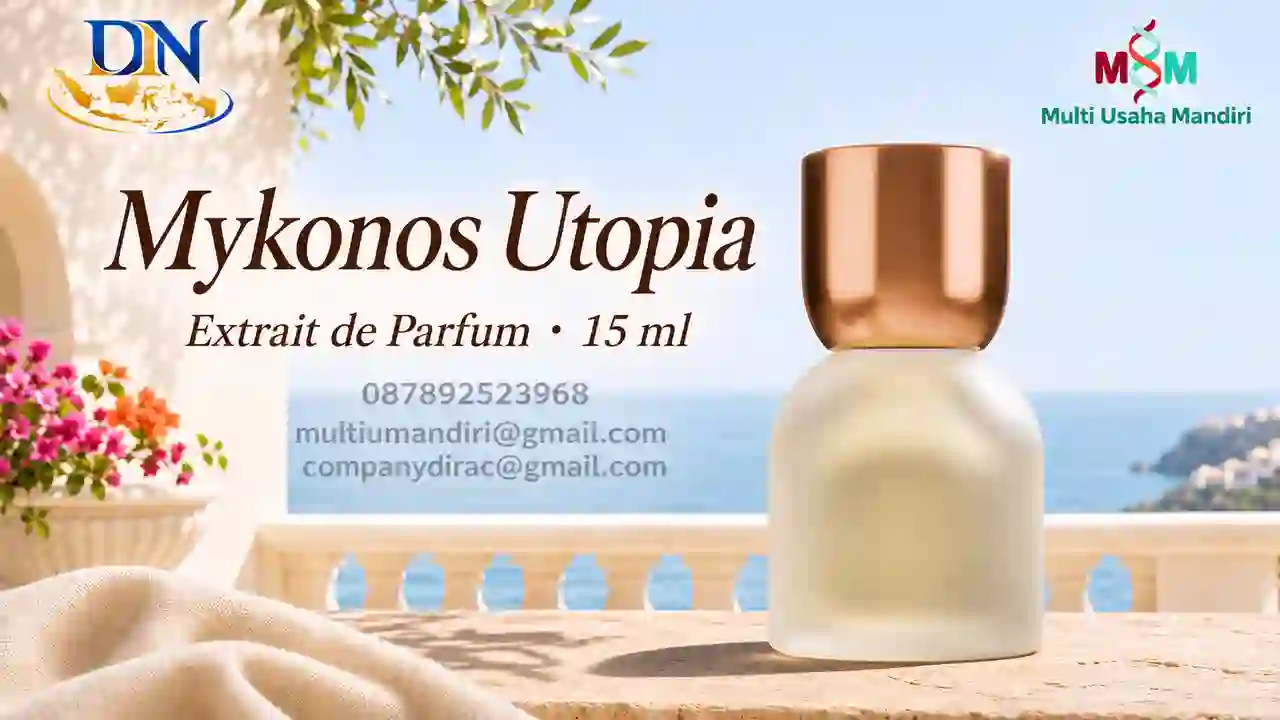 DN
MSM
Multi Usaha Mandiri
Mykonos Utopia
Extrait de Parfum • 15 ml
087892523968
multiumandiri@gmail.com
companydirac@gmail.com